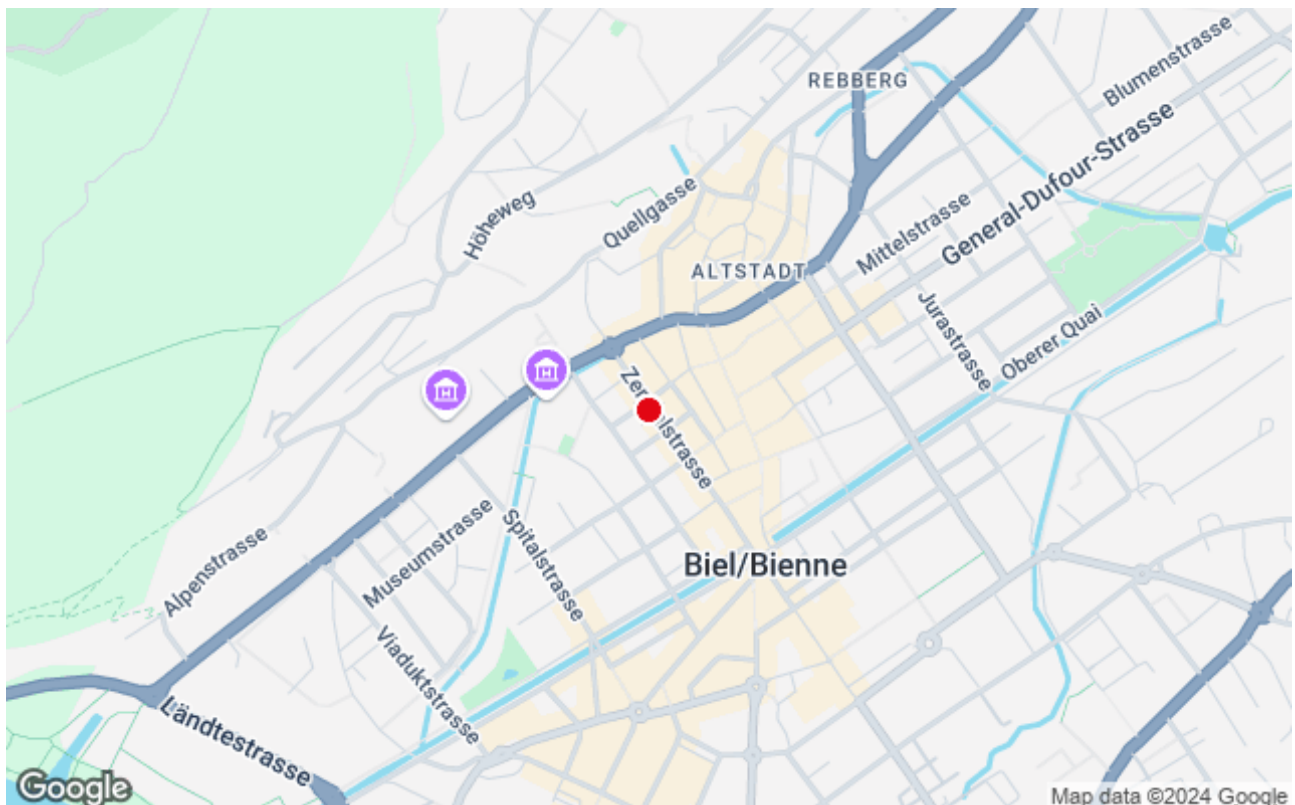 REBBERG
Blumenstrasse
General-Dufour-Strasse
Höheweg
Quellgasse
Mittelstrasse
ALTSTADT
Jurastrasse
Oberer Quai
Biel/Bienne
Museumstrasse
Spitalstrasse
Alpenstrasse
Viaduktstrasse
Ländtestrasse
Google
Map data ©2024 Google